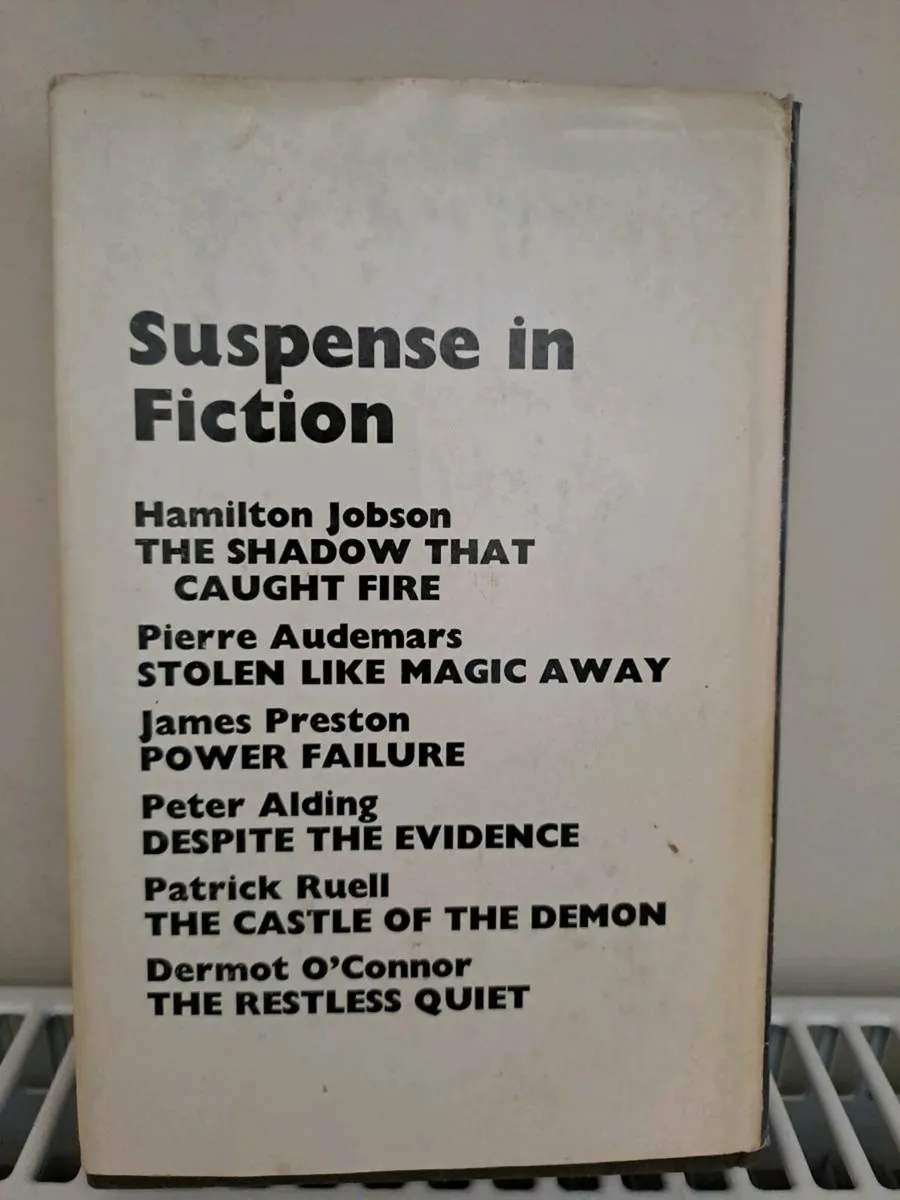 Suspense in
Fiction
Hamilton Jobson
THE SHADOW THAT
CAUGHT FIRE
Pierre Audemars
STOLEN LIKE MAGIC AWAY
James Preston
POWER FAILURE
Peter Alding
DESPITE THE EVIDENCE
Patrick Ruell
THE CASTLE OF THE DEMON
Dermot O'Connor
THE RESTLESS QUIET